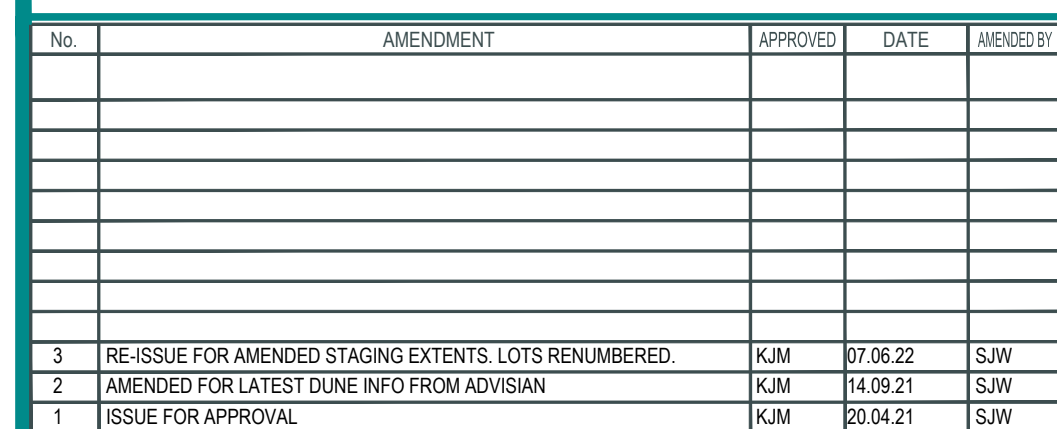 No. AMENDMENT APPROVED DATE AMENDED BY
3 RE-ISSUE FOR AMENDED STAGING EXTENTS. LOTS RENUMBERED. KJM 07.06.22 SJW
2 AMENDED FOR LATEST DUNE INFO FROM ADVISIAN KJM 14.09.21 SJW
1 ISSUE FOR APPROVAL KJM 20.04.21 SJW